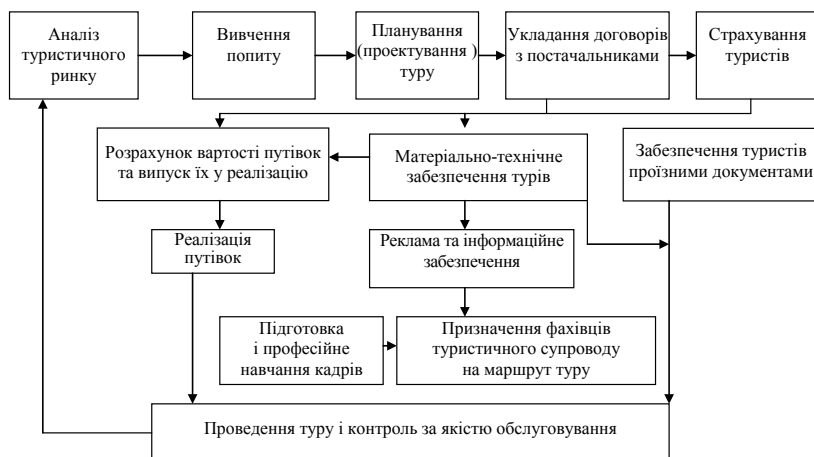 Аналіз
туристичного
ринку
Вивчення
попиту
Планування
(проектування )
туру
Укладання договорів
з постачальниками
Страхування
туристів
Розрахунок вартості путівок
та випуск їх у реалізацію
Матеріально-технічне
забезпечення турів
Забезпечення туристів
проїзними документами
Реалізація
путівок
Реклама та інформаційне
забезпечення
Підготовка
і професійне
навчання кадрів
Призначення фахівців
туристичного супроводу
на маршрут туру
Проведення туру і контроль за якістю обслуговування